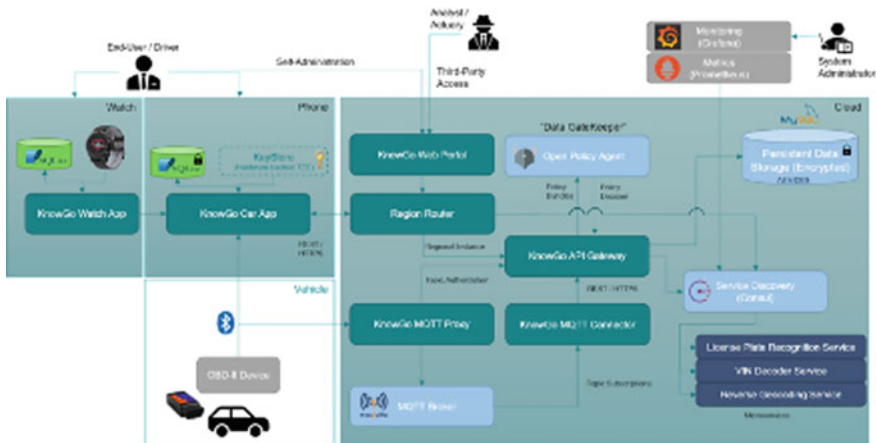 Analyst /
Actuary
Monitoring
(Grafana)
End-User / Driver
Metrics
(Prometheus)
System
Administrator
Self-Administration
Third-Party
Access
Watch
Phone
"Data GateKeeper"
MySQL
Cloud
KnowGo Web Portal
Open Policy Agent
Persistent Data
Storage (Encrypted)
KeyStore
Policy
Bundles
Policy
Decision
KnowGo Watch App
KnowGo Car App
Region Router
REST /
HTTPS
Regional Instance
KnowGo API Gateway
Vehicle
Topic Authorization
REST / HTTPS
Service Discovery
(Consul)
KnowGo MQTT Proxy
KnowGo MQTT Connector
License Plate Recognition Service
OBD-II Device
VIN Decoder Service
Topic Subscriptions
MQTT Broker
Reverse Geocoding Service
Microservices